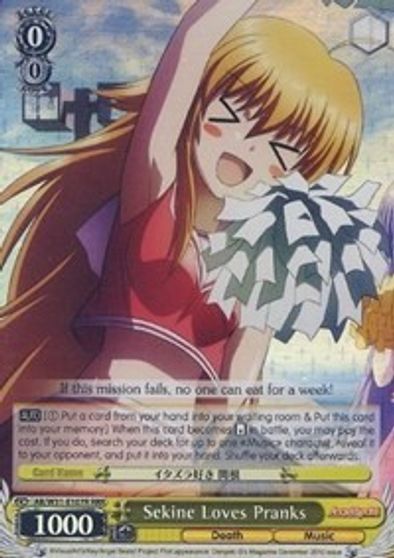 0
0
If this mission fails, no one can eat for a week!
AUTO [① Put a card from your hand into your waiting room & Put this card
into your memory] When this card becomes in battle, you may pay the
cost. If you do, search your deck for up to one «Music» character, reveal it
to your opponent, and put it into your hand. Shuffle your deck afterwards.
Card Name イタズラ好き 関根
1000
Sekine Loves Pranks
Death Music